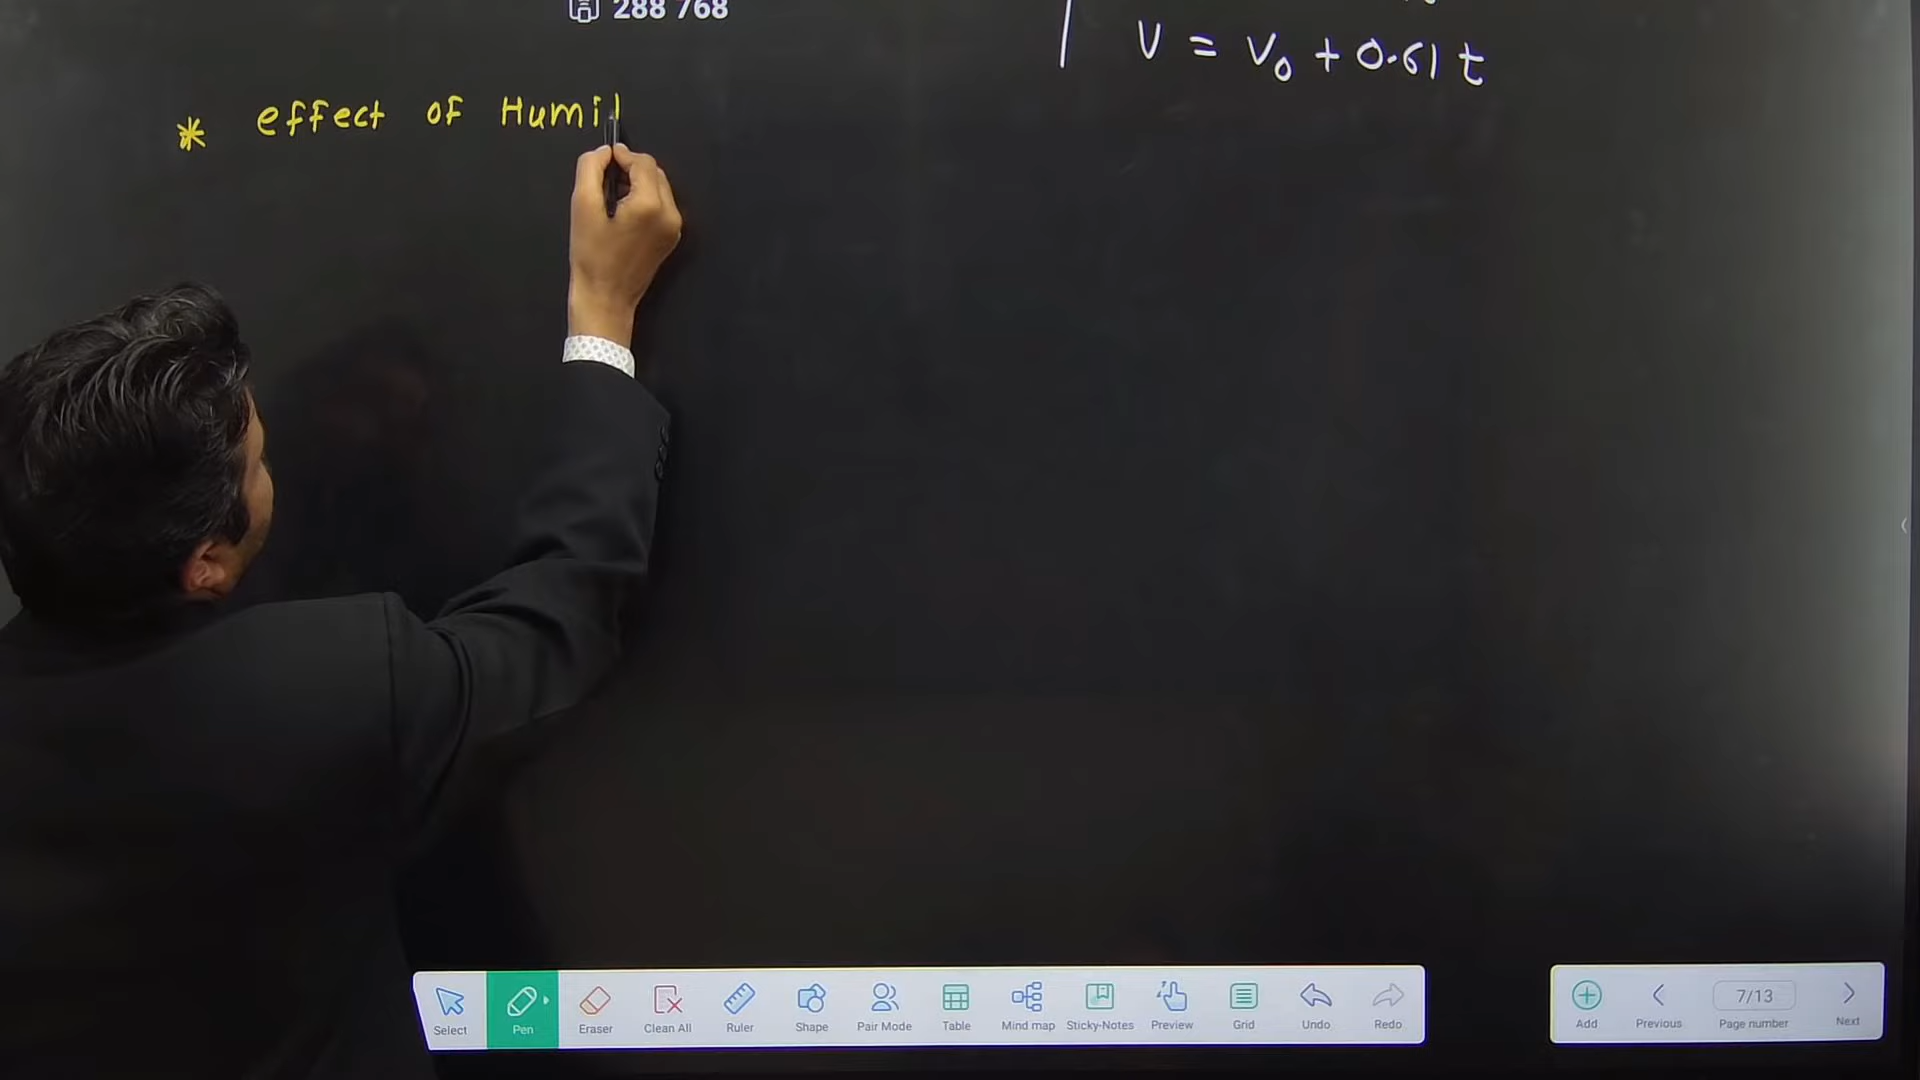 288 768
V = V₀ + 0.61 t
* effect of Humi
Select
Pen
Eraser
Clean All
Ruler
Shape
Pair Mode
Table
Mind map
Sticky-Notes
Preview
Grid
Undo
Redo
Add
Previous
7/13
Page number
Next